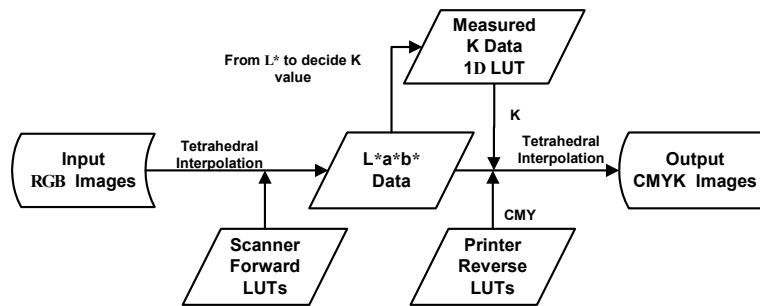 Measured
K Data
1D LUT
From L* to decide K
value
K
Input
RGB Images
Tetrahedral
Interpolation
L*a*b*
Data
Tetrahedral
Interpolation
Output
CMYK Images
CMY
Scanner
Forward
LUTs
Printer
Reverse
LUTs